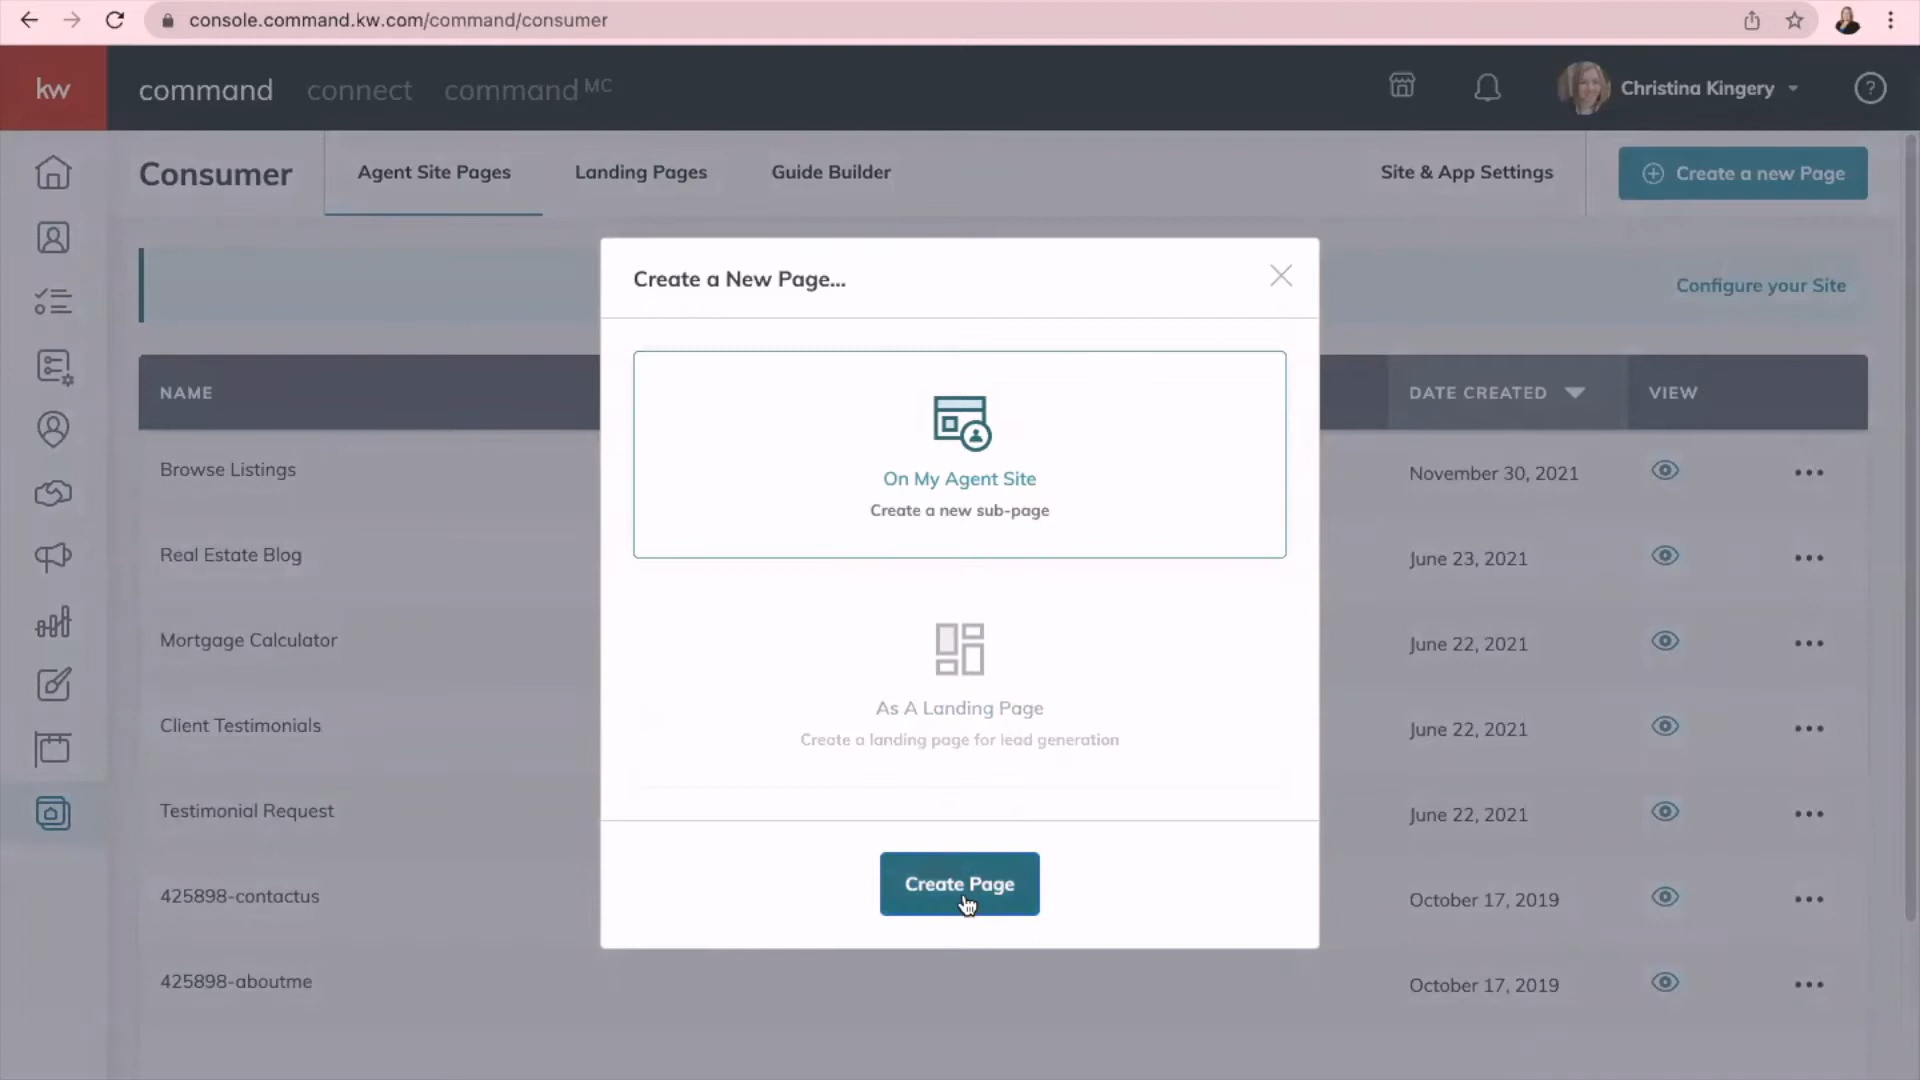 console.command.kw.com/command/consumer
kw
command connect command MC
Christina Kingery
?
Consumer
Agent Site Pages
Landing Pages
Guide Builder
Site & App Settings
Create a new Page
Configure your Site
Create a New Page...
On My Agent Site
Create a new sub-page
As A Landing Page
Create a landing page for lead generation
Create Page
NAME DATE CREATED VIEW
Browse Listings November 30, 2021
Real Estate Blog June 23, 2021
Mortgage Calculator June 22, 2021
Client Testimonials June 22, 2021
Testimonial Request June 22, 2021
425898-contactus October 17, 2019
425898-aboutme October 17, 2019